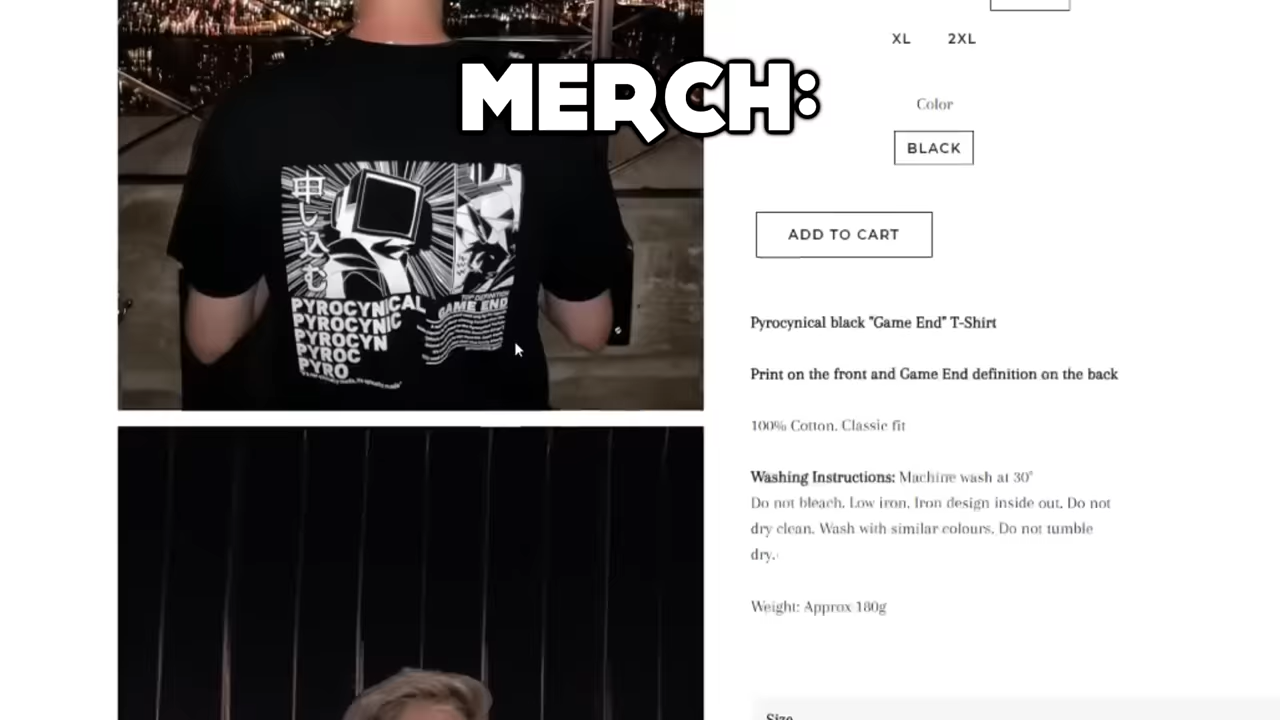 MERCH:
XL 2XL
Color
BLACK
ADD TO CART
申し込む
PYROCYNICAL
PYROCYNIC
PYROCYN
PYROC
PYRO
TOP DEFINITION
GAME END
Pyrocynical black "Game End" T-Shirt
Print on the front and Game End definition on the back
100% Cotton. Classic fit
Washing Instructions: Machine wash at 30°
Do not bleach. Low iron. Iron design inside out. Do not
dry clean. Wash with similar colours. Do not tumble
dry.
Weight: Approx 180g
Size